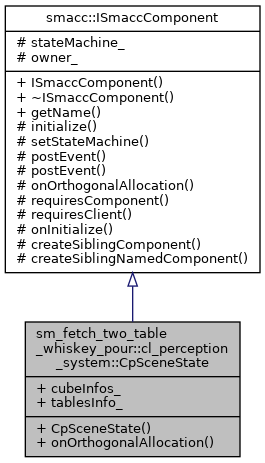 smacc::ISmaccComponent
# stateMachine_
# owner_
+ ISmaccComponent()
+ ~ISmaccComponent()
+ getName()
# initialize()
# setStateMachine()
# postEvent()
# postEvent()
# onOrthogonalAllocation()
# requiresComponent()
# requiresClient()
# onInitialize()
# createSiblingComponent()
# createSiblingNamedComponent()
sm_fetch_two_table
_whiskey_pour::cl_perception
_system::CpSceneState
+ cubeInfos_
+ tablesInfo_
+ CpSceneState()
+ onOrthogonalAllocation()